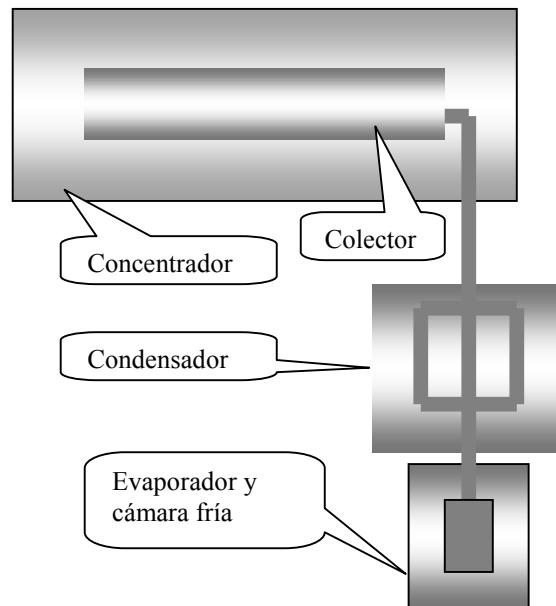 Colector
Concentrador
Condensador
Evaporador y
cámara fría